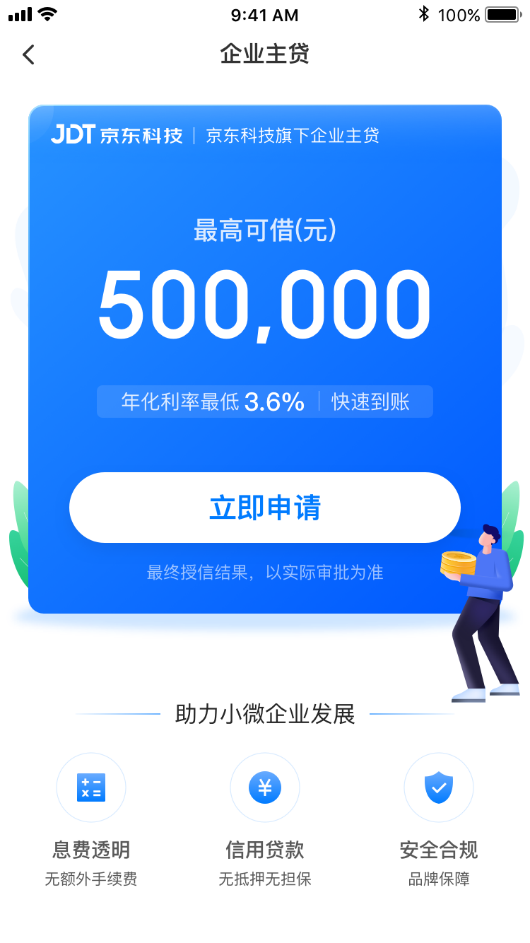 9:41 AM 100%
企业主贷
JDT 京东科技 | 京东科技旗下企业主贷
最高可借(元)
500,000
年化利率最低 3.6% | 快速到账
立即申请
最终授信结果，以实际审批为准
助力小微企业发展
息费透明 信用贷款 安全合规
无额外手续费 无抵押无担保 品牌保障